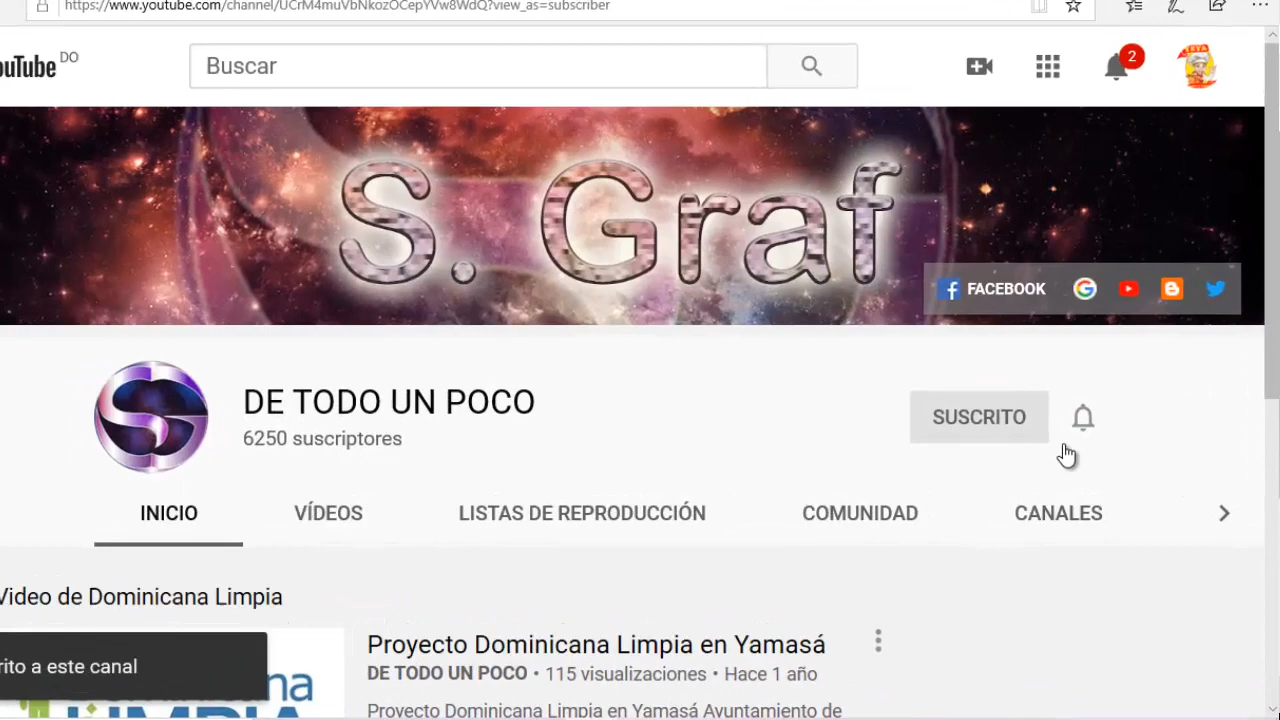 https://www.youtube.com/channel/UCrM4muVbNkozOCepYVw8WdQ?view_as=subscriber
ouTube DO
Buscar
2
S. Graf
FACEBOOK
DE TODO UN POCO
6250 suscriptores
SUSCRITO
INICIO VÍDEOS LISTAS DE REPRODUCCIÓN COMUNIDAD CANALES
Video de Dominicana Limpia
Proyecto Dominicana Limpia en Yamasá
rito a este canal
DE TODO UN POCO • 115 visualizaciones • Hace 1 año
Proyecto Dominicana Limpia en Yamasá Ayuntamiento de